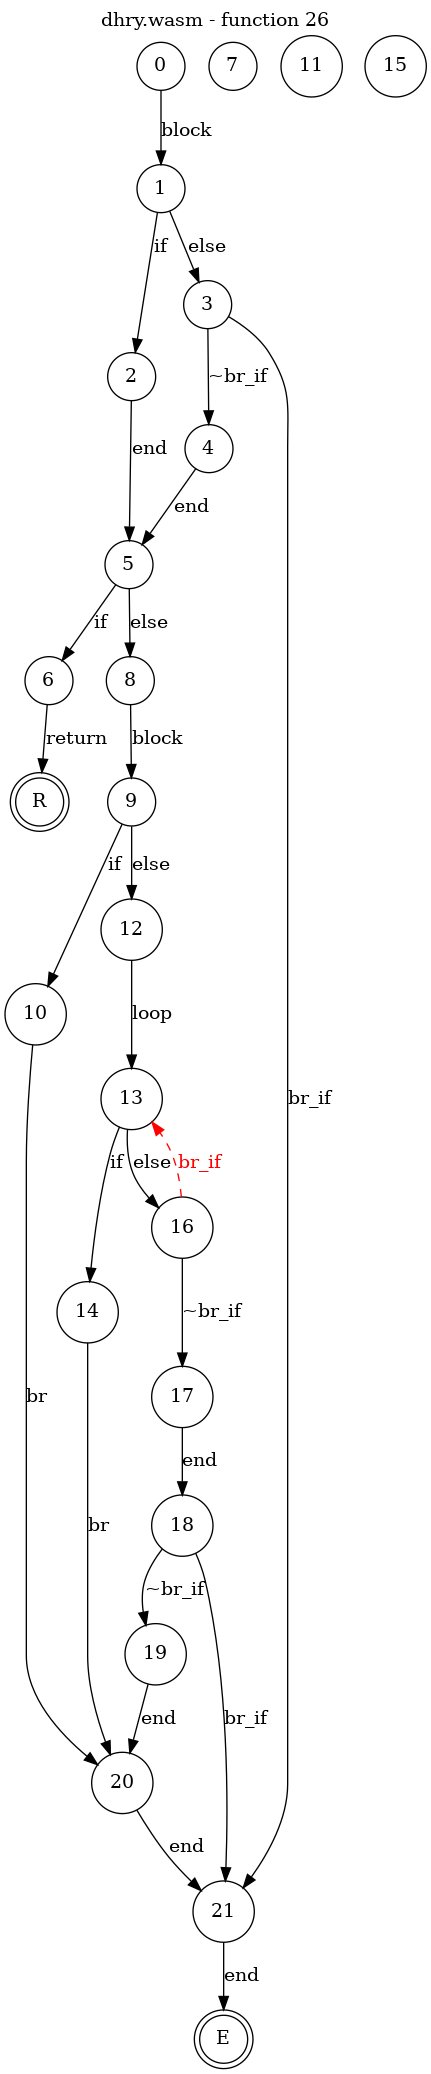 dhry.wasm - function 26
0 7 11 15
block
1
if else
3
2 ~br_if
4
end
end
5
if else
6 8
return block
R 9
if else
12
10
loop
13
br_if
if else br_if
16
14
~br_if
17
br
end
br 18
~br_if
19
end br_if
20
end
21
end
E